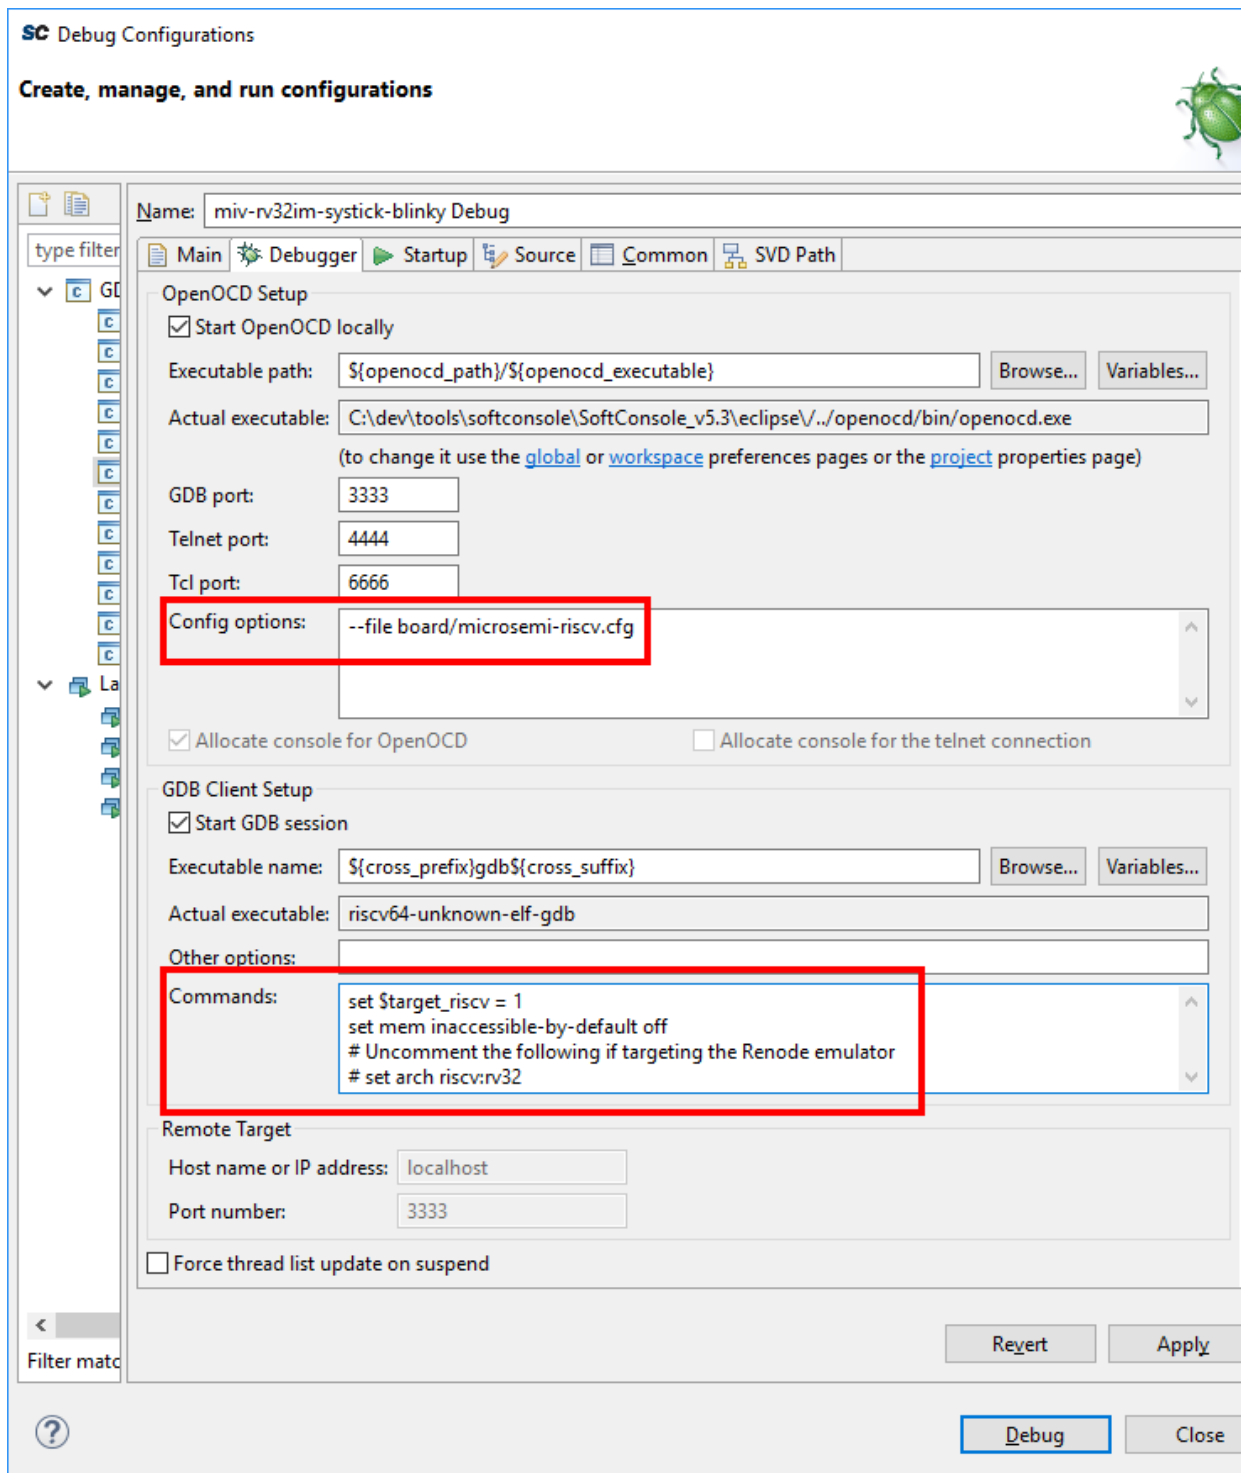 SC Debug Configurations
Create, manage, and run configurations
Name: miv-rv32im-systick-blinky Debug
type filter
Main Debugger Startup Source Common SVD Path
GD
OpenOCD Setup
Start OpenOCD locally
Executable path: ${openocd_path}/${openocd_executable} Browse... Variables...
Actual executable: C:\dev\tools\softconsole\SoftConsole_v5.3\eclipse\/../openocd/bin/openocd.exe
(to change it use the global or workspace preferences pages or the project properties page)
GDB port: 3333
Telnet port: 4444
Tcl port: 6666
Config options: --file board/microsemi-riscv.cfg
La
Allocate console for OpenOCD Allocate console for the telnet connection
GDB Client Setup
Start GDB session
Executable name: ${cross_prefix}gdb${cross_suffix} Browse... Variables...
Actual executable: riscv64-unknown-elf-gdb
Other options:
Commands: set $target_riscv = 1
set mem inaccessible-by-default off
# Uncomment the following if targeting the Renode emulator
# set arch riscv:rv32
Remote Target
Host name or IP address: localhost
Port number: 3333
Force thread list update on suspend
Revert Apply
Filter matc
Debug Close